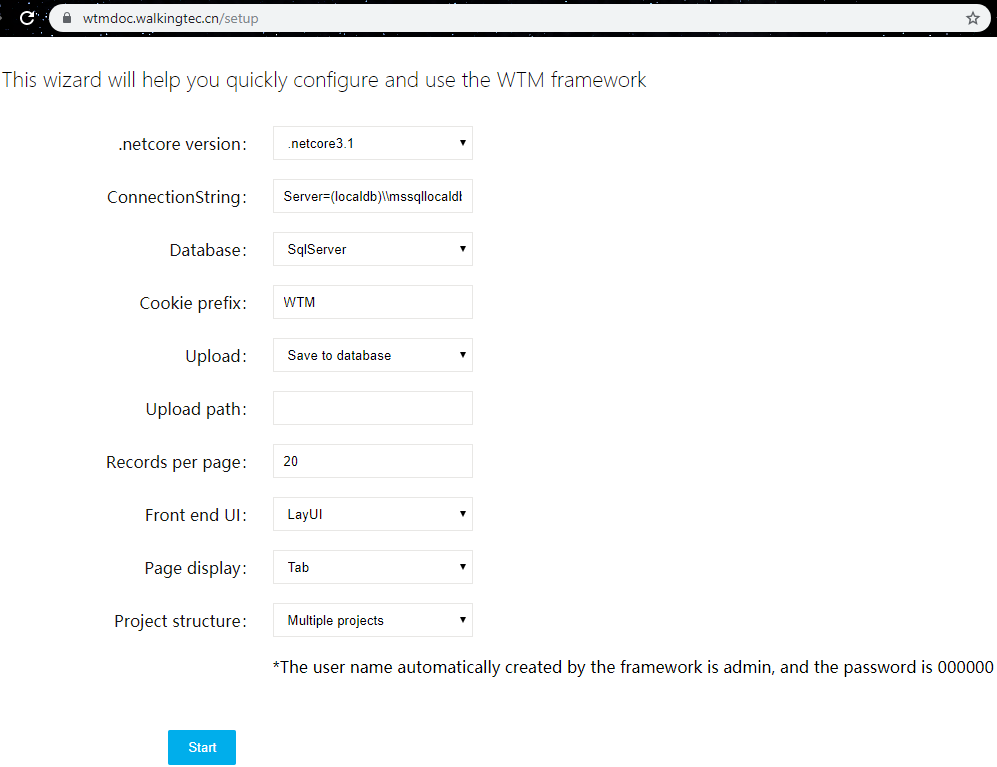 wtmdoc.walkingtec.cn/setup
This wizard will help you quickly configure and use the WTM framework
.netcore version: .netcore3.1
ConnectionString: Server=(localdb)\\mssqllocaldb
Database: SqlServer
Cookie prefix: WTM
Upload: Save to database
Upload path:
Records per page: 20
Front end UI: LayUI
Page display: Tab
Project structure: Multiple projects
*The user name automatically created by the framework is admin, and the password is 000000
Start